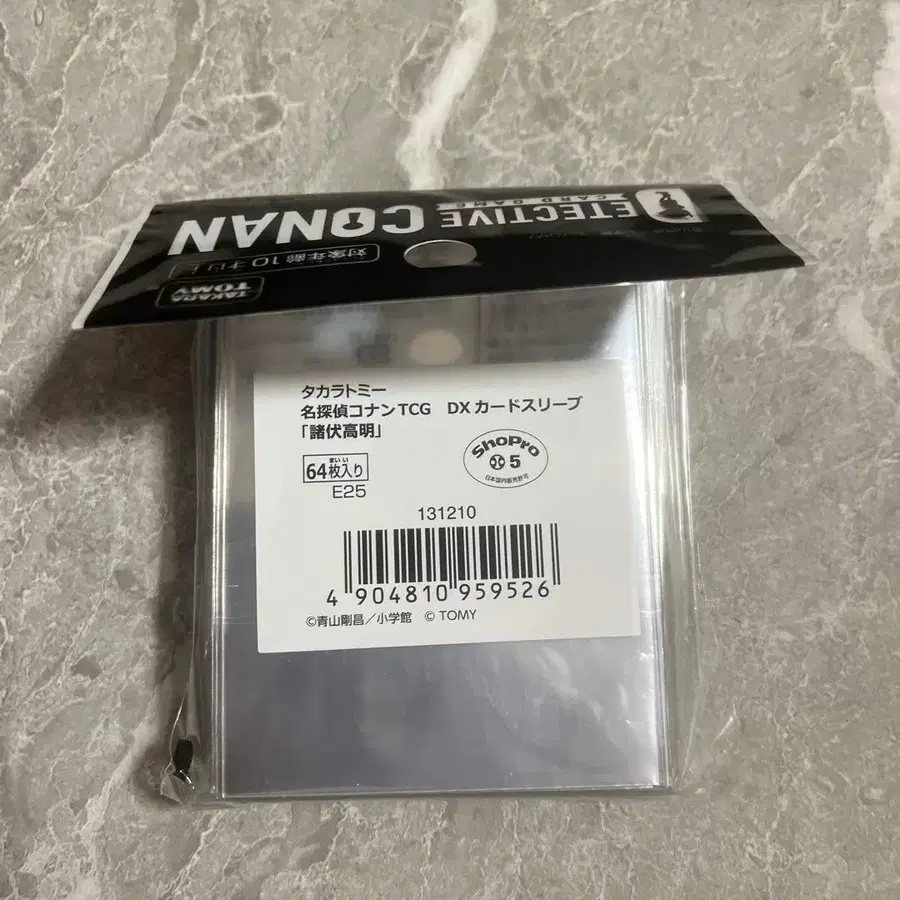 DETECTIVE CONAN
CARD GAME
対象年齢10才以上
TAKARA TOMY
タカラトミー
名探偵コナンTCG DXカードスリーブ
「諸伏高明」
64枚入り
まいい
E25
ShoPro
5
日本国内販売許可
131210
4 904810 959526
©青山剛昌／小学館 © TOMY